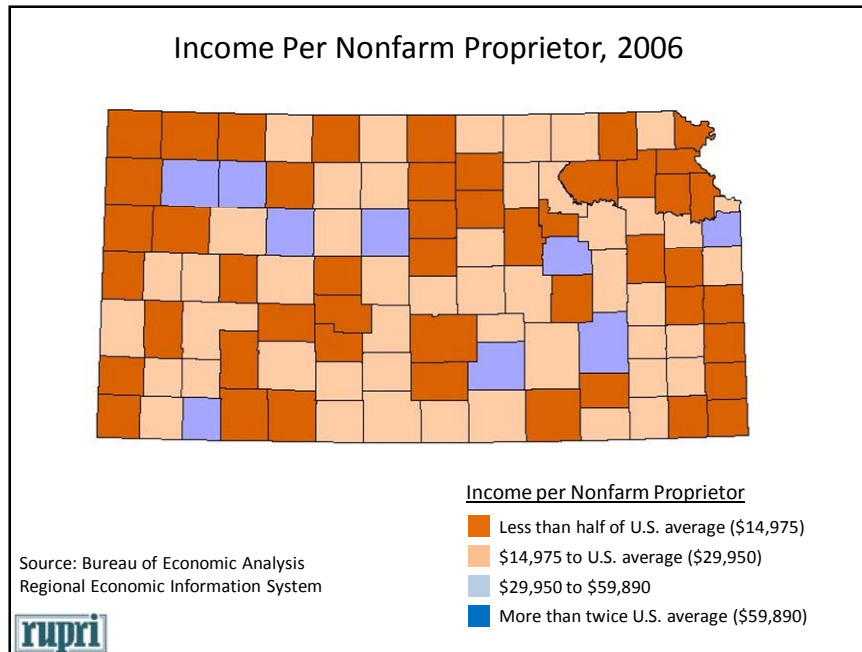 Income Per Nonfarm Proprietor, 2006
Income per Nonfarm Proprietor
Less than half of U.S. average ($14,975)
$14,975 to U.S. average ($29,950)
$29,950 to $59,890
More than twice U.S. average ($59,890)
Source: Bureau of Economic Analysis
Regional Economic Information System
rupri